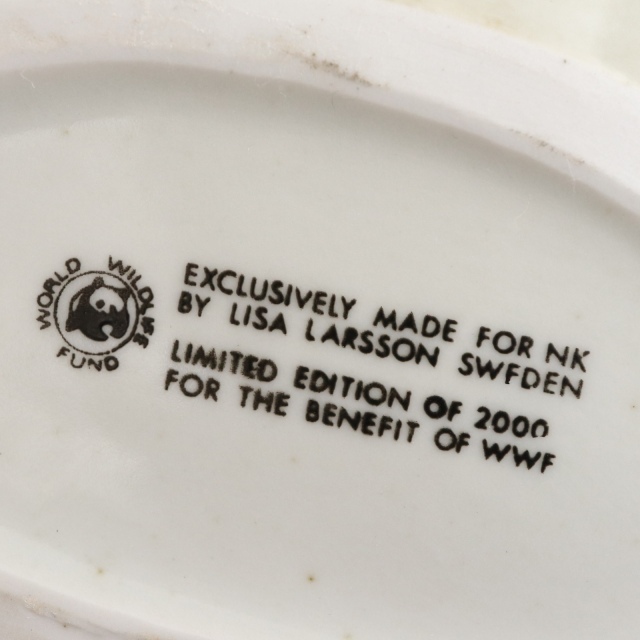 WORLD WILDLIFE FUND
EXCLUSIVELY MADE FOR NK
BY LISA LARSSON SWEDEN
LIMITED EDITION OF 2000
FOR THE BENEFIT OF WWF